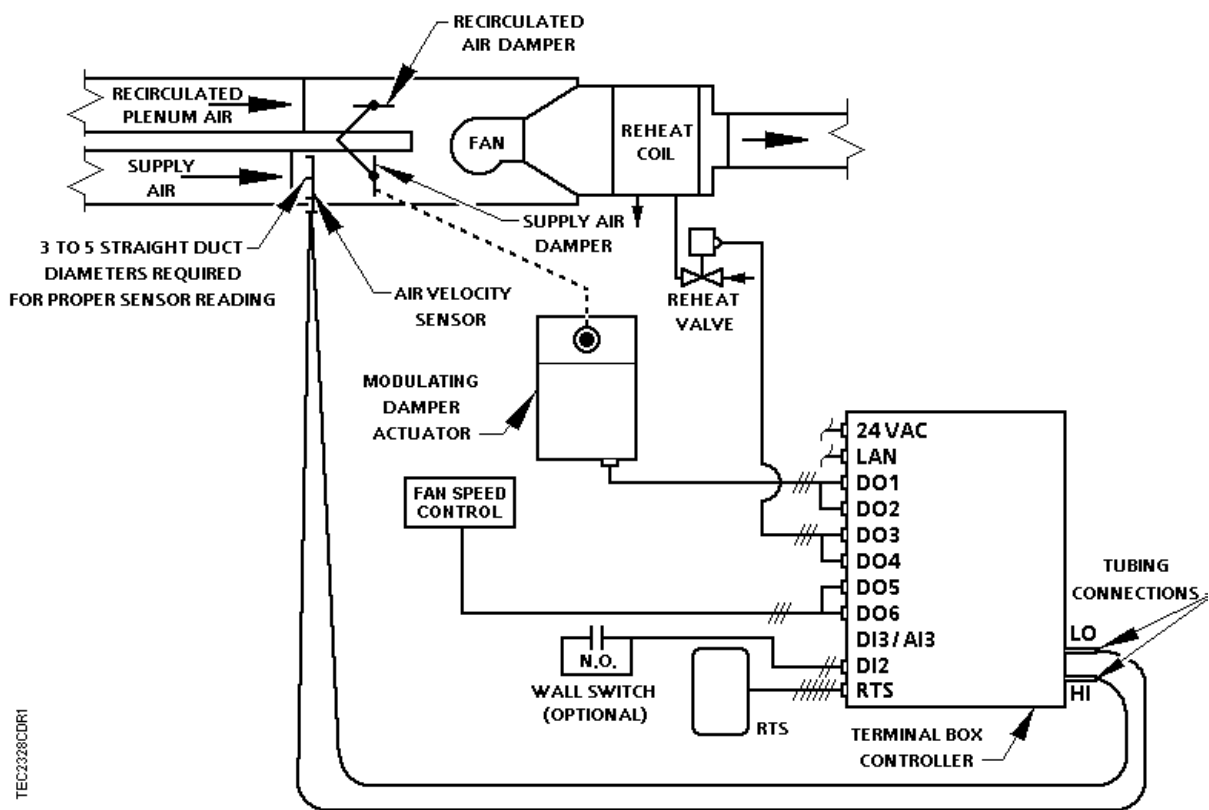 RECIRCULATED
AIR DAMPER
RECIRCULATED
PLENUM AIR
FAN
REHEAT
COIL
SUPPLY
AIR
SUPPLY AIR
DAMPER
3 TO 5 STRAIGHT DUCT
DIAMETERS REQUIRED
FOR PROPER SENSOR READING
AIR VELOCITY
SENSOR
REHEAT
VALVE
MODULATING
DAMPER
ACTUATOR
24 VAC
LAN
DO1
DO2
DO3
DO4
DO5
DO6
DI3 / AI3
DI2
RTS
FAN SPEED
CONTROL
TUBING
CONNECTIONS
LO
HI
N.O.
WALL SWITCH
(OPTIONAL)
RTS
TERMINAL BOX
CONTROLLER
TEC2328CDR1